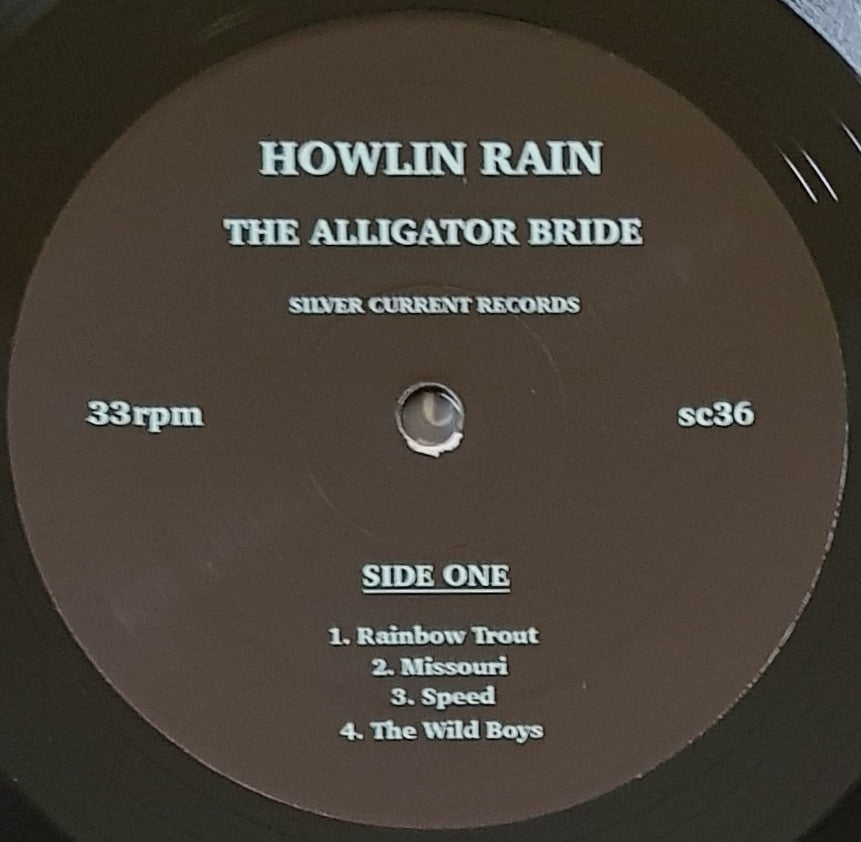 HOWLIN RAIN
THE ALLIGATOR BRIDE
SILVER CURRENT RECORDS
33rpm
sc36
SIDE ONE
1. Rainbow Trout
2. Missouri
3. Speed
4. The Wild Boys